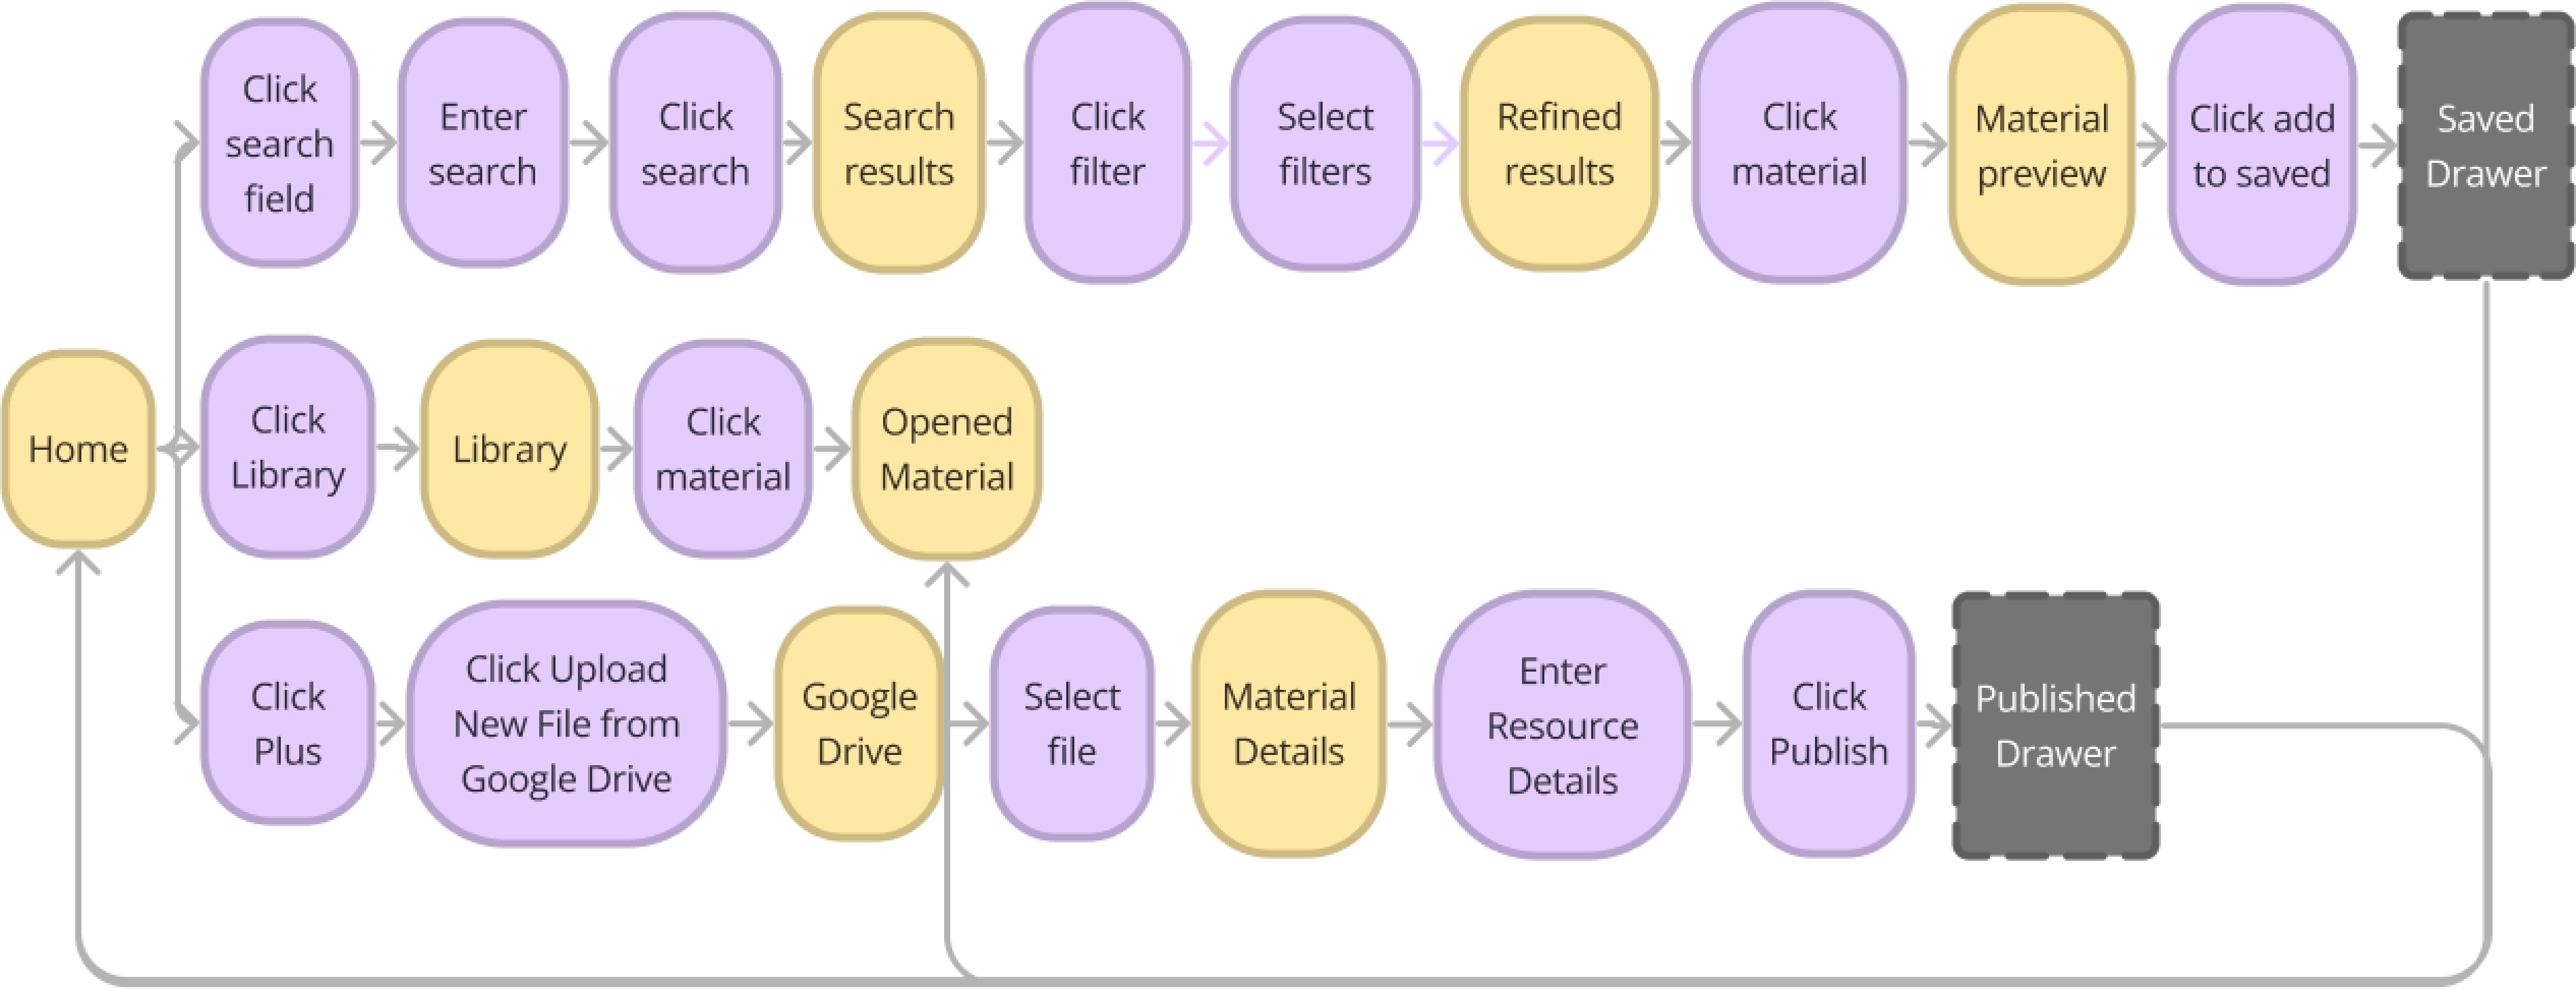 Click
search
field
Enter
search
Click
search
Search
results
Click
filter
Select
filters
Refined
results
Click
material
Material
preview
Click add
to saved
Saved
Drawer
Home
Click
Library
Library
Click
material
Opened
Material
Click
Plus
Click Upload
New File from
Google Drive
Google
Drive
Select
file
Material
Details
Enter
Resource
Details
Click
Publish
Published
Drawer